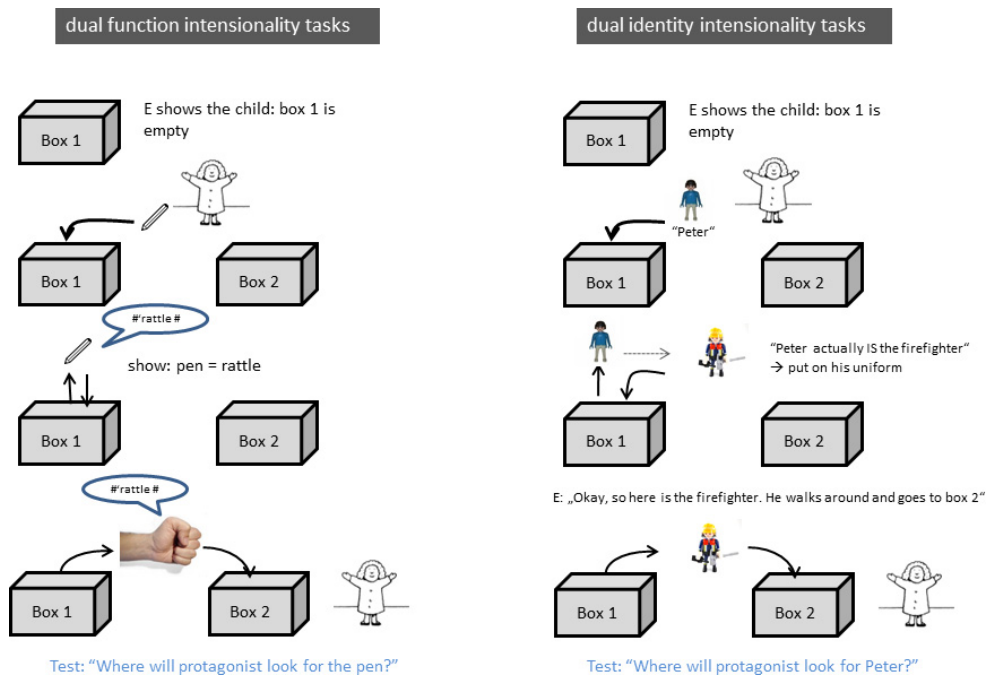 dual function intensionality tasks
E shows the child: box 1 is
empty
Box 1
Box 1
Box 2
#‘rattle #
show: pen = rattle
Box 1
Box 2
#‘rattle #
Box 1
Box 2
Test: “Where will protagonist look for the pen?”
dual identity intensionality tasks
E shows the child: box 1 is
empty
Box 1
“Peter“
Box 1
Box 2
“Peter actually IS the firefighter“
→ put on his uniform
Box 1
Box 2
E: „Okay, so here is the firefighter. He walks around and goes to box 2“
Box 1
Box 2
Test: “Where will protagonist look for Peter?”